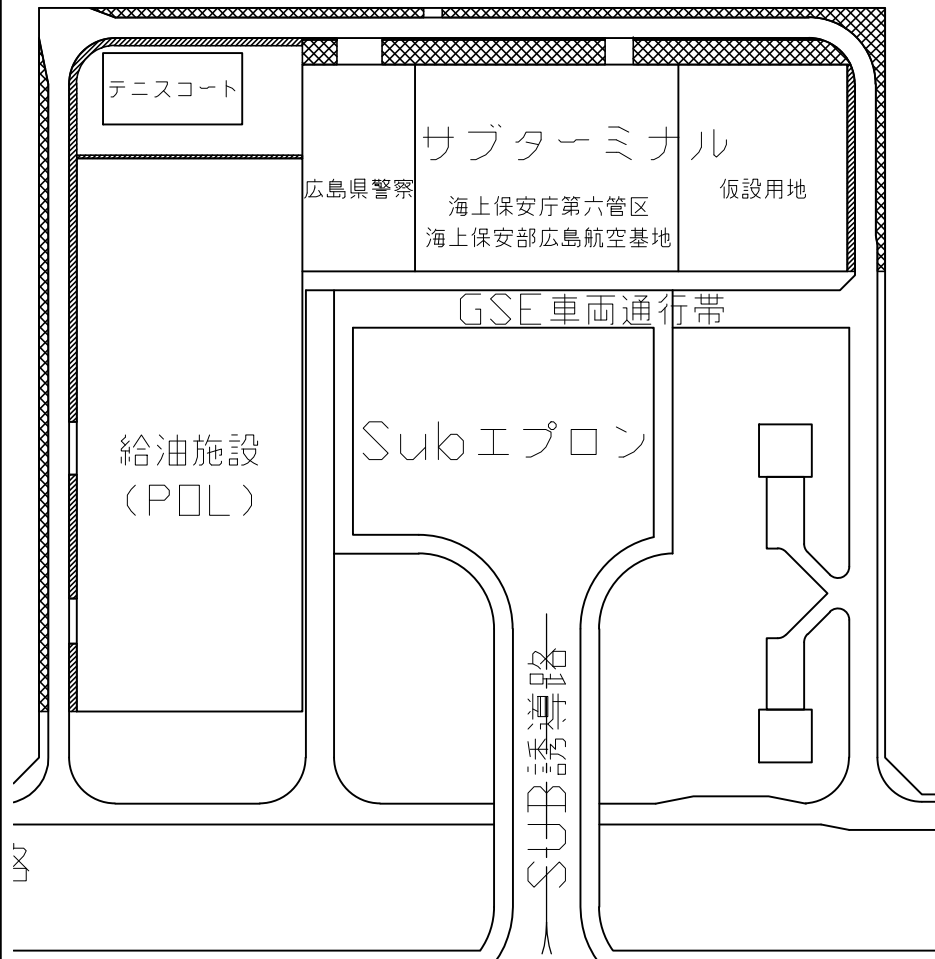 テニスコート
サブターミナル
広島県警察
海上保安庁第六管区
海上保安部広島航空基地
仮設用地
GSE車両通行帯
給油施設
(POL)
Subエプロン
SUB誘導路
路